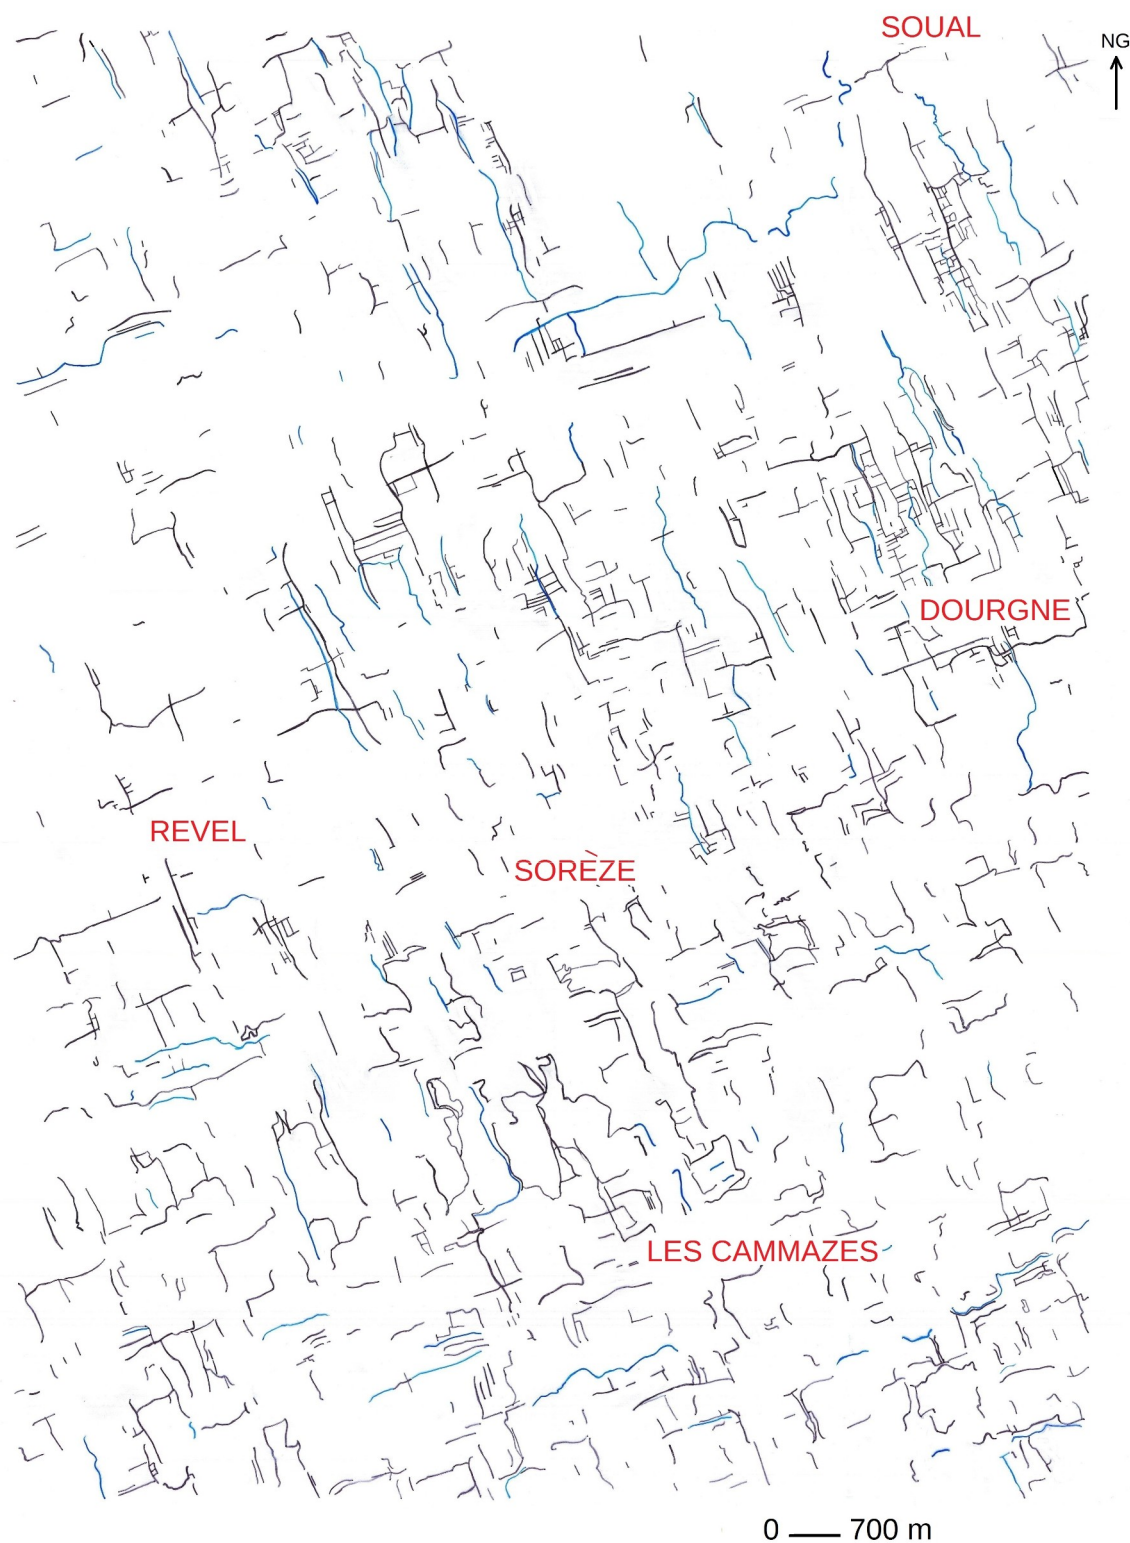 SOUAL
NG
DOURGNE
REVEL
SORÈZE
LES CAMMAZES
0 700 m